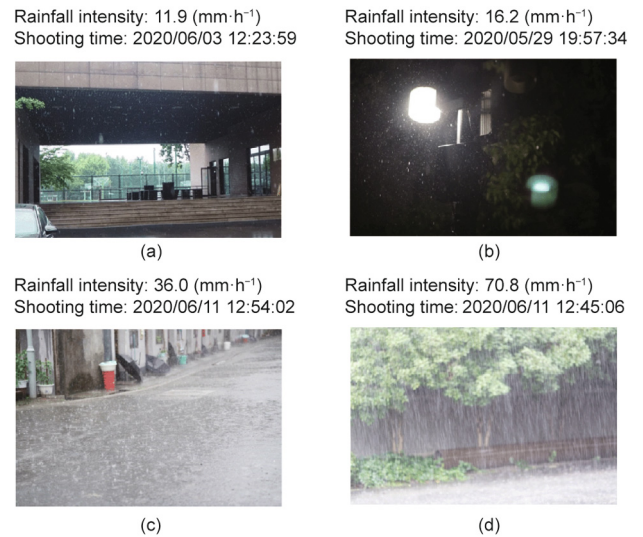 Rainfall intensity: 11.9 (mm·h⁻¹)
Shooting time: 2020/06/03 12:23:59
Rainfall intensity: 16.2 (mm·h⁻¹)
Shooting time: 2020/05/29 19:57:34
(a)
(b)
Rainfall intensity: 36.0 (mm·h⁻¹)
Shooting time: 2020/06/11 12:54:02
Rainfall intensity: 70.8 (mm·h⁻¹)
Shooting time: 2020/06/11 12:45:06
(c)
(d)